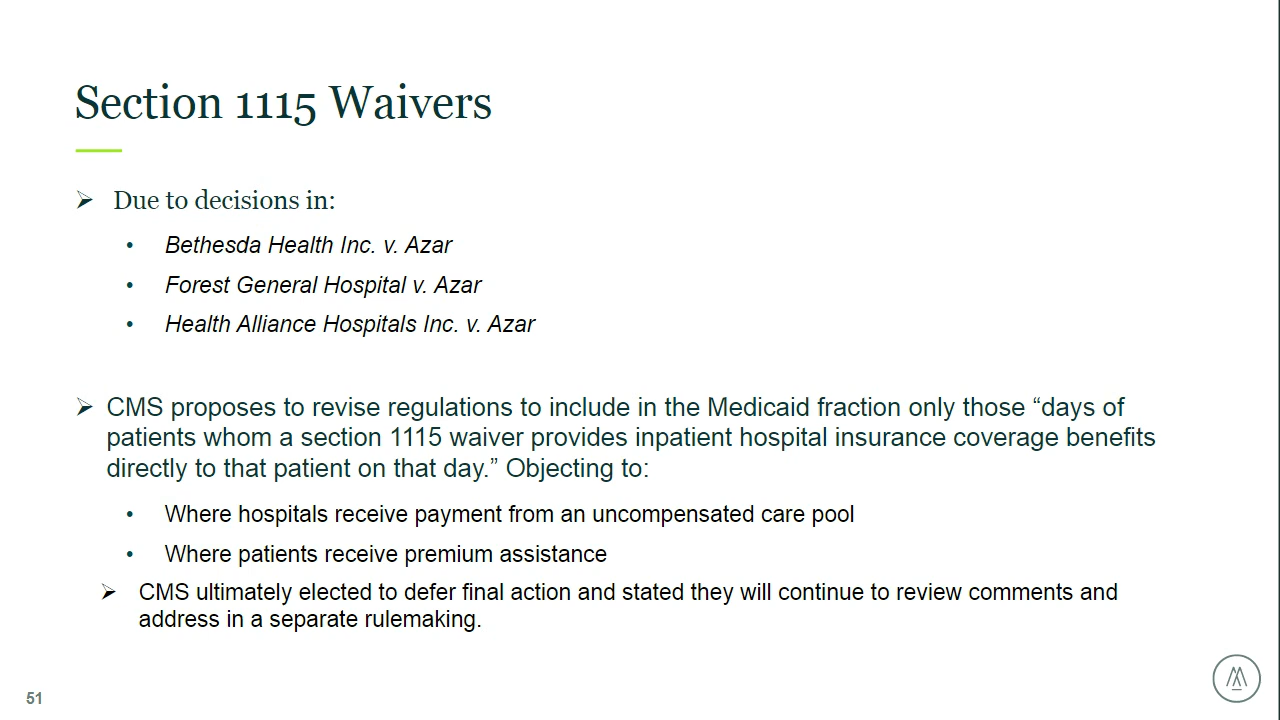 Section 1115 Waivers
➢ Due to decisions in:
• Bethesda Health Inc. v. Azar
• Forest General Hospital v. Azar
• Health Alliance Hospitals Inc. v. Azar
➢ CMS proposes to revise regulations to include in the Medicaid fraction only those “days of
patients whom a section 1115 waiver provides inpatient hospital insurance coverage benefits
directly to that patient on that day.” Objecting to:
• Where hospitals receive payment from an uncompensated care pool
• Where patients receive premium assistance
➢ CMS ultimately elected to defer final action and stated they will continue to review comments and
address in a separate rulemaking.
51